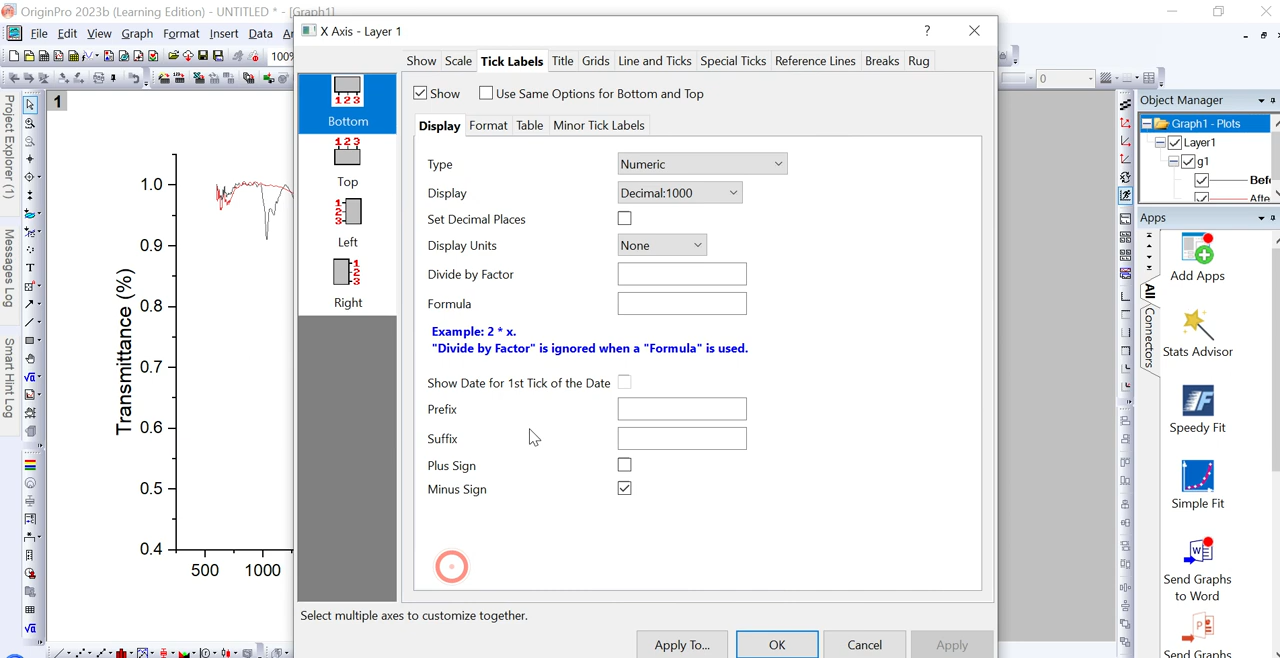 OriginPro 2023b (Learning Edition) - UNTITLED * - [Graph1]
File Edit View Graph Format Insert Data
100%
0
Project Explorer (1)
Messages Log
Smart Hint Log
1
X Axis - Layer 1
?
Show Scale Tick Labels Title Grids Line and Ticks Special Ticks Reference Lines Breaks Rug
Bottom
Top
Left
Right
Show Use Same Options for Bottom and Top
Display Format Table Minor Tick Labels
Type Numeric
Display Decimal:1000
Set Decimal Places
Display Units None
Divide by Factor
Formula
Example: 2 * x.
"Divide by Factor" is ignored when a "Formula" is used.
Show Date for 1st Tick of the Date
Prefix
Suffix
Plus Sign
Minus Sign
Select multiple axes to customize together.
Apply To... OK Cancel Apply
Transmittance (%)
1.0
0.9
0.8
0.7
0.6
0.5
0.4
500 1000
Object Manager
Graph1 - Plots
Layer1
g1
Apps
All
Connectors
Add Apps
Stats Advisor
Speedy Fit
Simple Fit
Send Graphs
to Word
Send Graphs